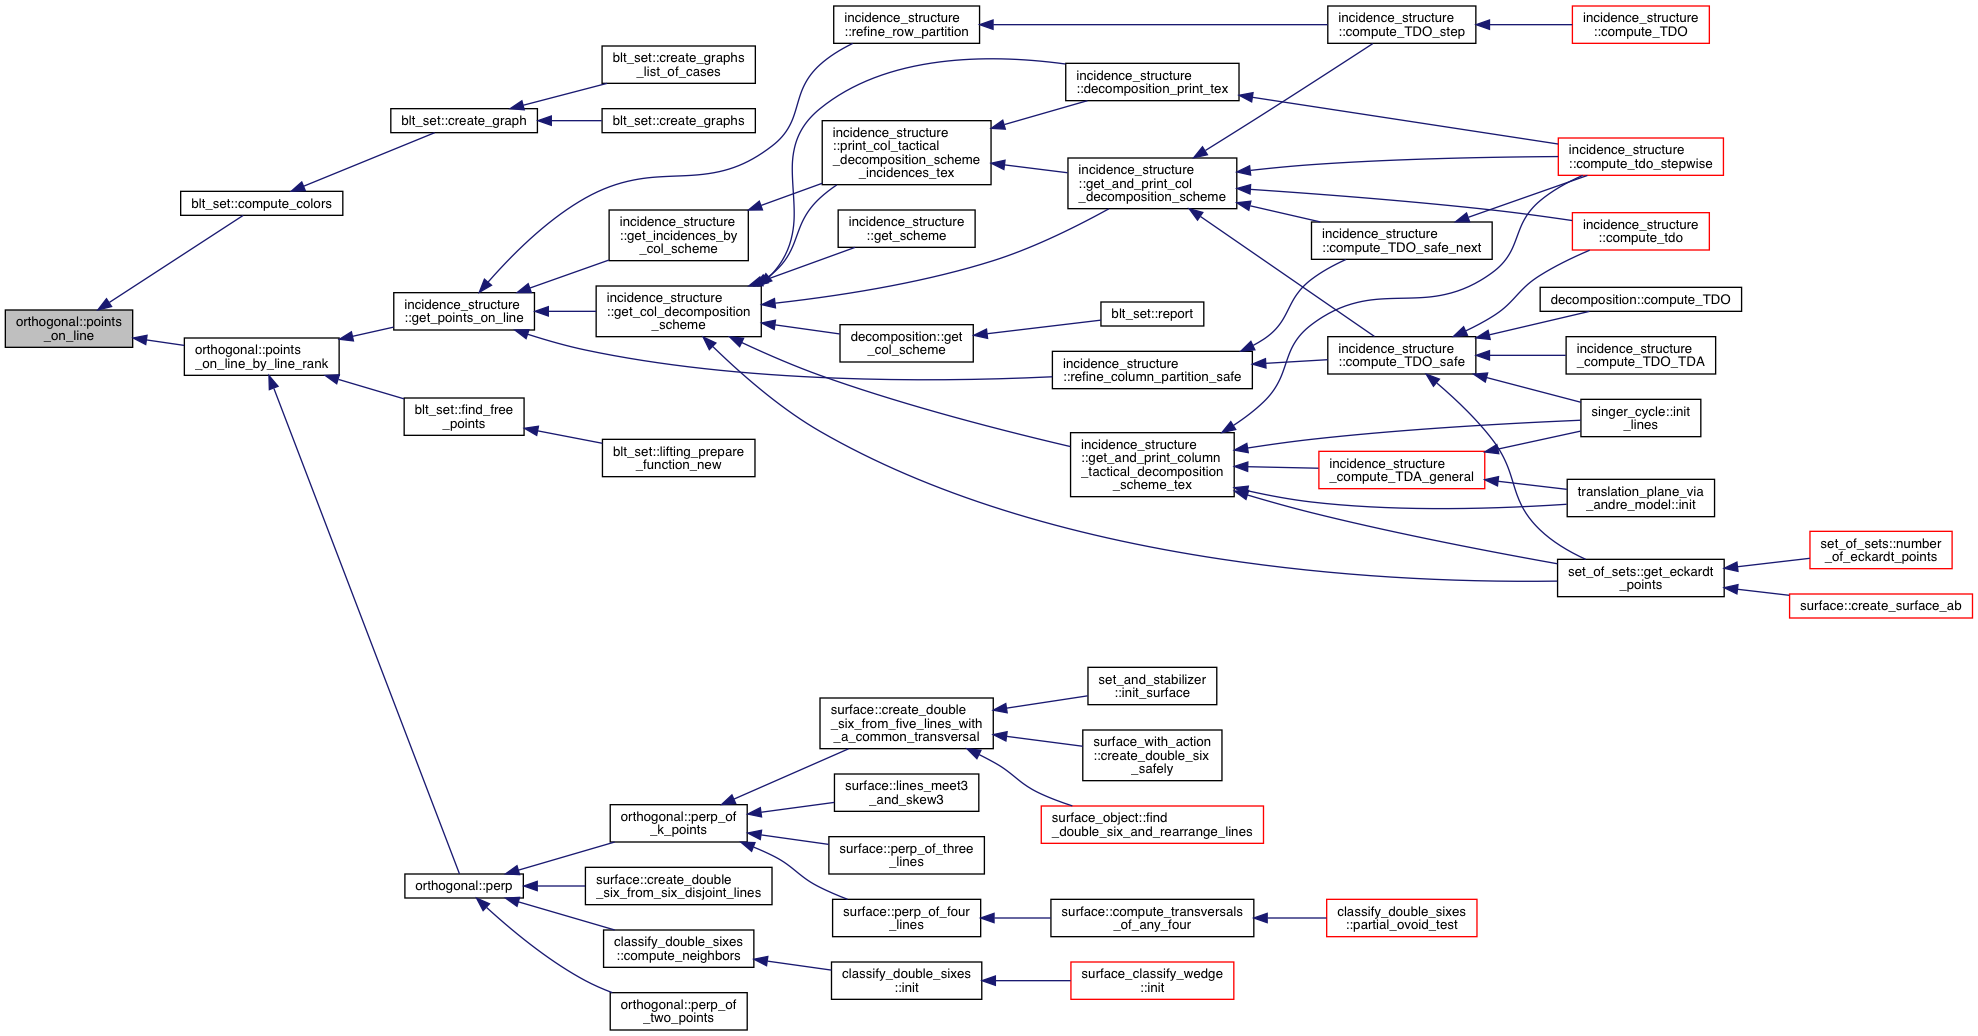 orthogonal::points
_on_line
blt_set::compute_colors
orthogonal::points
_on_line_by_line_rank
blt_set::create_graph
incidence_structure
::get_points_on_line
blt_set::find_free
_points
orthogonal::perp
blt_set::create_graphs
_list_of_cases
blt_set::create_graphs
incidence_structure
::get_incidences_by
_col_scheme
incidence_structure
::get_col_decomposition
_scheme
blt_set::lifting_prepare
_function_new
orthogonal::perp_of
_k_points
surface::create_double
_six_from_six_disjoint_lines
classify_double_sixes
::compute_neighbors
orthogonal::perp_of
_two_points
incidence_structure
::refine_row_partition
incidence_structure
::print_col_tactical
_decomposition_scheme
_incidences_tex
incidence_structure
::get_scheme
decomposition::get
_col_scheme
surface::create_double
_six_from_five_lines_with
_a_common_transversal
surface::lines_meet3
_and_skew3
surface::perp_of_three
_lines
surface::perp_of_four
_lines
classify_double_sixes
::init
incidence_structure
::decomposition_print_tex
incidence_structure
::get_and_print_col
_decomposition_scheme
blt_set::report
incidence_structure
::refine_column_partition_safe
incidence_structure
::get_and_print_column
_tactical_decomposition
_scheme_tex
set_and_stabilizer
::init_surface
surface_with_action
::create_double_six
_safely
surface_object::find
_double_six_and_rearrange_lines
surface::compute_transversals
_of_any_four
surface_classify_wedge
::init
incidence_structure
::compute_TDO_step
incidence_structure
::compute_TDO_safe_next
incidence_structure
::compute_TDO_safe
incidence_structure
_compute_TDA_general
classify_double_sixes
::partial_ovoid_test
incidence_structure
::compute_TDO
incidence_structure
::compute_tdo_stepwise
incidence_structure
::compute_tdo
decomposition::compute_TDO
incidence_structure
_compute_TDO_TDA
singer_cycle::init
_lines
translation_plane_via
_andre_model::init
set_of_sets::get_eckardt
_points
set_of_sets::number
_of_eckardt_points
surface::create_surface_ab